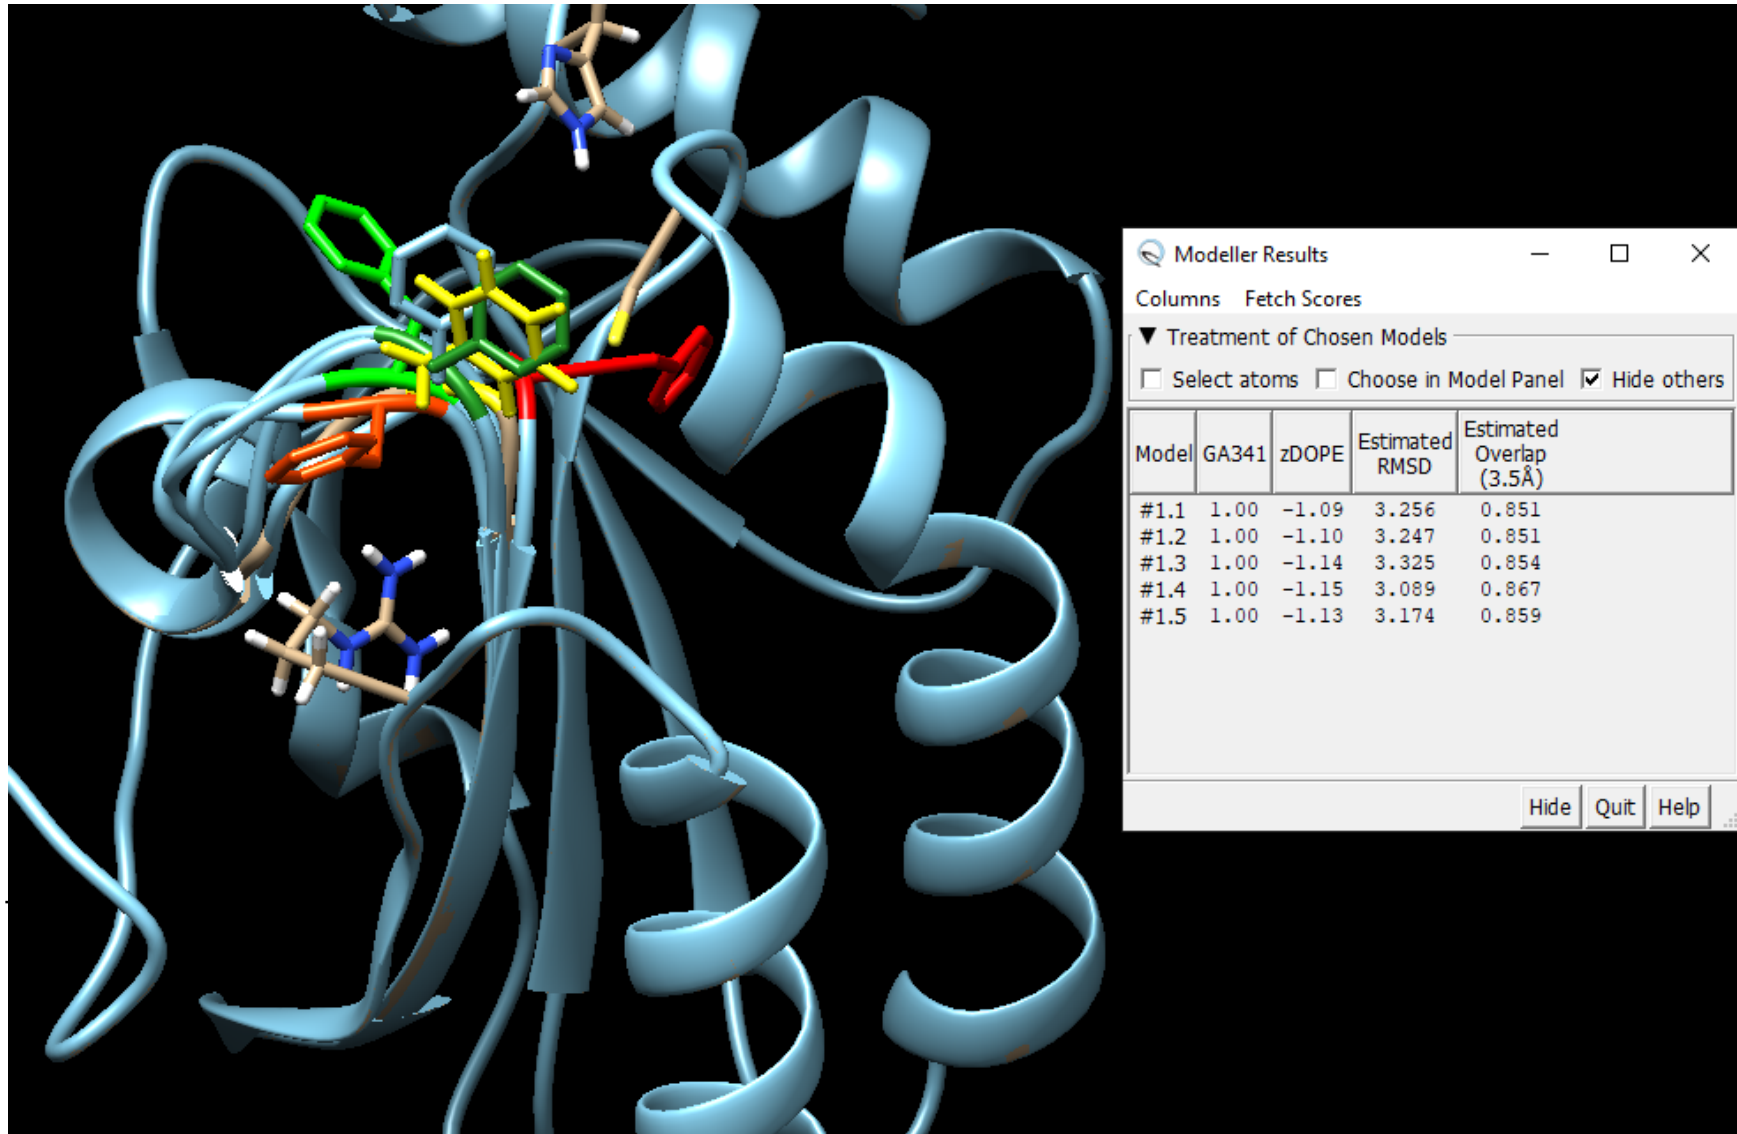 Modeller Results
Columns Fetch Scores
Treatment of Chosen Models
Select atoms Choose in Model Panel Hide others
Model GA341 zDOPE Estimated RMSD Estimated Overlap (3.5Å)
#1.1 1.00 -1.09 3.256 0.851
#1.2 1.00 -1.10 3.247 0.851
#1.3 1.00 -1.14 3.325 0.854
#1.4 1.00 -1.15 3.089 0.867
#1.5 1.00 -1.13 3.174 0.859
Hide Quit Help